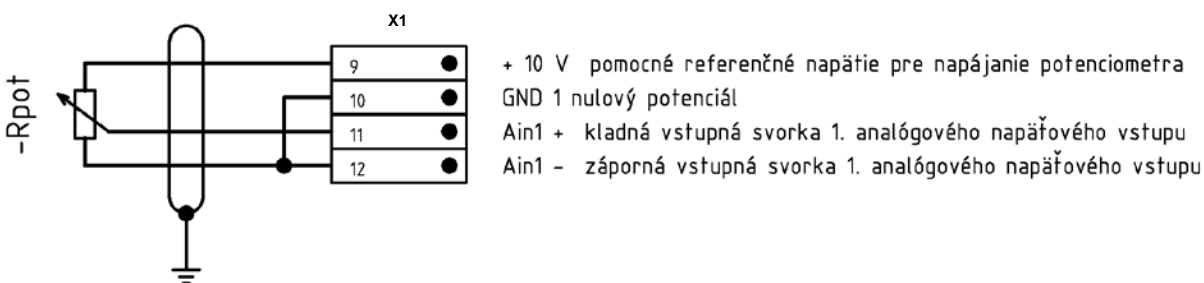 X1
-Rpot
9 + 10 V pomocné referenčné napätie pre napájanie potenciometra
10 GND 1 nulový potenciál
11 Ain1 + kladná vstupná svorka 1. analógového napäťového vstupu
12 Ain1 - záporná vstupná svorka 1. analógového napäťového vstupu